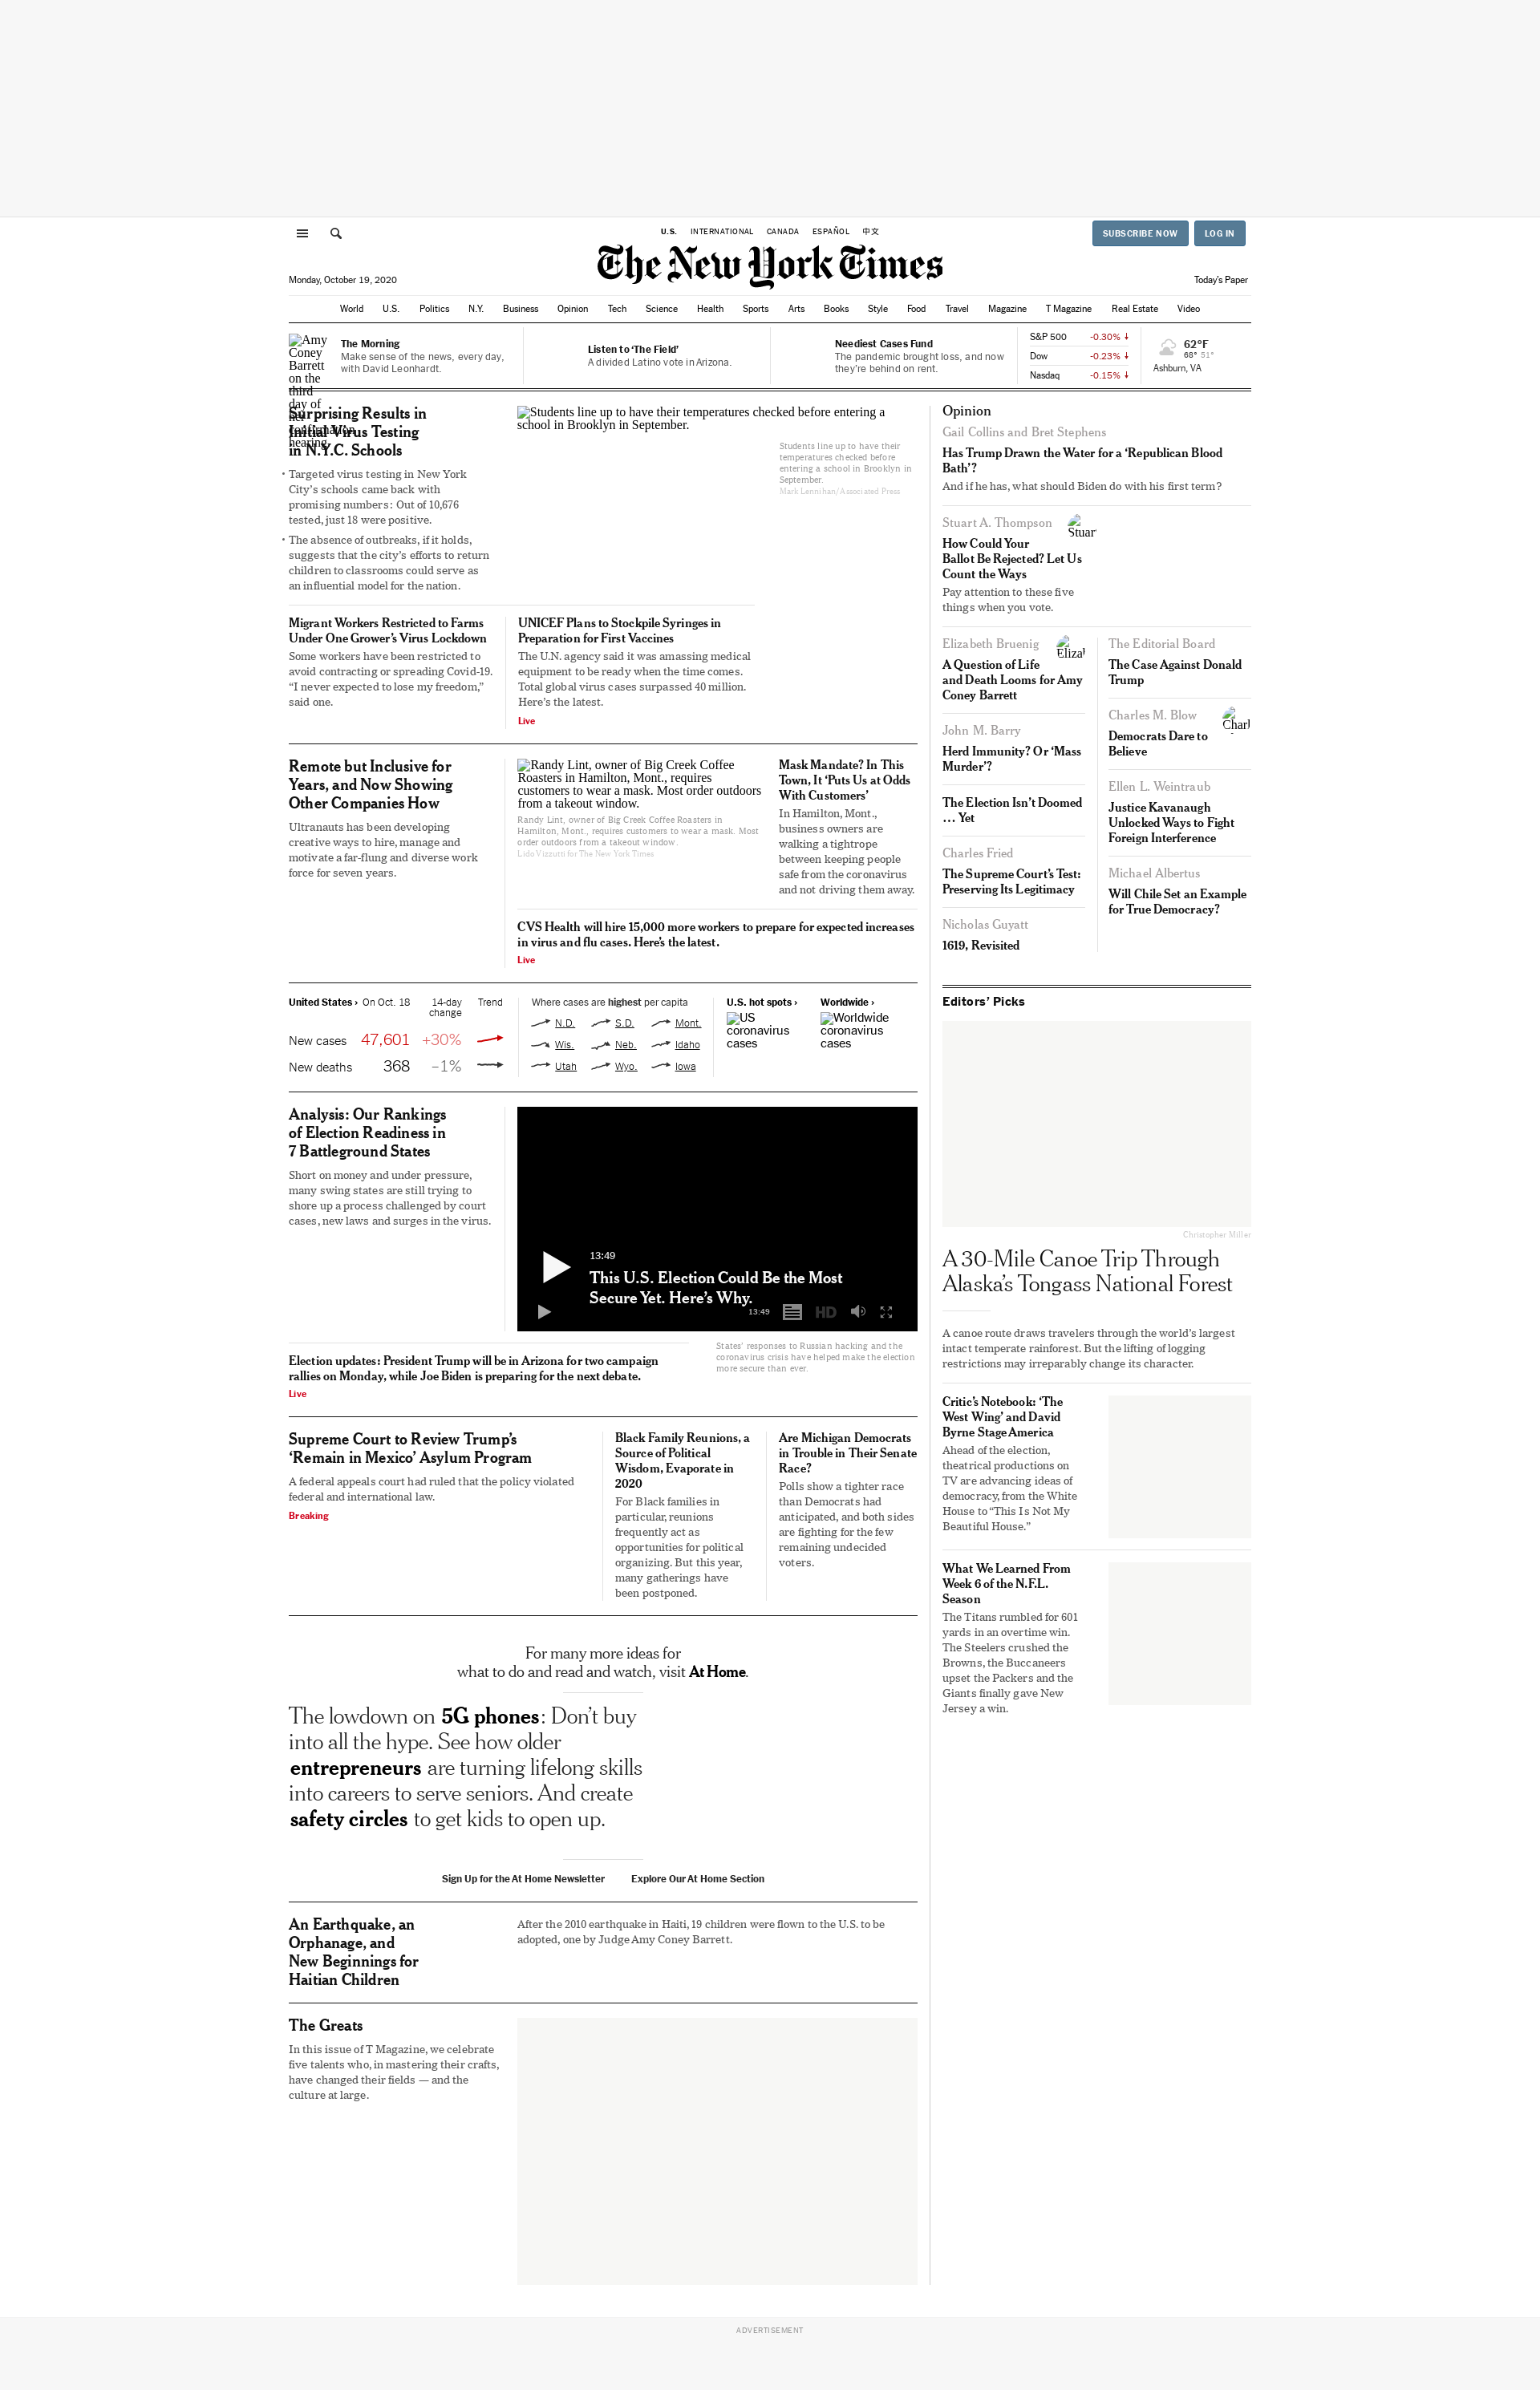 U.S. INTERNATIONAL CANADA ESPAÑOL 中文
SUBSCRIBE NOW LOG IN
The New York Times
Monday, October 19, 2020
Today's Paper
World U.S. Politics N.Y. Business Opinion Tech Science Health Sports Arts Books Style Food Travel Magazine T Magazine Real Estate Video
Amy
Coney
Barrett
on the
third
day of
her
confirmation
hearing.
The Morning
Make sense of the news, every day,
with David Leonhardt.
Listen to ‘The Field’
A divided Latino vote in Arizona.
Neediest Cases Fund
The pandemic brought loss, and now
they’re behind on rent.
S&P 500 -0.30%
Dow -0.23%
Nasdaq -0.15%
62°F
68° 51°
Ashburn, VA
Surprising Results in
Initial Virus Testing
in N.Y.C. Schools
Targeted virus testing in New York
City’s schools came back with
promising numbers: Out of 10,676
tested, just 18 were positive.
The absence of outbreaks, if it holds,
suggests that the city’s efforts to return
children to classrooms could serve as
an influential model for the nation.
Students line up to have their temperatures checked before entering a
school in Brooklyn in September.
Students line up to have their
temperatures checked before
entering a school in Brooklyn in
September.
Mark Lennihan/Associated Press
Migrant Workers Restricted to Farms
Under One Grower’s Virus Lockdown
Some workers have been restricted to
avoid contracting or spreading Covid-19.
“I never expected to lose my freedom,”
said one.
UNICEF Plans to Stockpile Syringes in
Preparation for First Vaccines
The U.N. agency said it was amassing medical
equipment to be ready when the time comes.
Total global virus cases surpassed 40 million.
Here’s the latest.
Live
Remote but Inclusive for
Years, and Now Showing
Other Companies How
Ultranauts has been developing
creative ways to hire, manage and
motivate a far-flung and diverse work
force for seven years.
Randy Lint, owner of Big Creek Coffee
Roasters in Hamilton, Mont., requires
customers to wear a mask. Most order outdoors
from a takeout window.
Randy Lint, owner of Big Creek Coffee Roasters in
Hamilton, Mont., requires customers to wear a mask. Most
order outdoors from a takeout window.
Lido Vizzutti for The New York Times
Mask Mandate? In This
Town, It ‘Puts Us at Odds
With Customers’
In Hamilton, Mont.,
business owners are
walking a tightrope
between keeping people
safe from the coronavirus
and not driving them away.
CVS Health will hire 15,000 more workers to prepare for expected increases
in virus and flu cases. Here’s the latest.
Live
United States › On Oct. 18 14-day
change Trend
New cases 47,601 +30%
New deaths 368 –1%
Where cases are highest per capita
N.D. S.D. Mont.
Wis. Neb. Idaho
Utah Wyo. Iowa
U.S. hot spots ›
US
coronavirus
cases
Worldwide ›
Worldwide
coronavirus
cases
Analysis: Our Rankings
of Election Readiness in
7 Battleground States
Short on money and under pressure,
many swing states are still trying to
shore up a process challenged by court
cases, new laws and surges in the virus.
13:49
This U.S. Election Could Be the Most
Secure Yet. Here’s Why.
13:49 HD
States’ responses to Russian hacking and the
coronavirus crisis have helped make the election
more secure than ever.
Election updates: President Trump will be in Arizona for two campaign
rallies on Monday, while Joe Biden is preparing for the next debate.
Live
Supreme Court to Review Trump’s
‘Remain in Mexico’ Asylum Program
A federal appeals court had ruled that the policy violated
federal and international law.
Breaking
Black Family Reunions, a
Source of Political
Wisdom, Evaporate in
2020
For Black families in
particular, reunions
frequently act as
opportunities for political
organizing. But this year,
many gatherings have
been postponed.
Are Michigan Democrats
in Trouble in Their Senate
Race?
Polls show a tighter race
than Democrats had
anticipated, and both sides
are fighting for the few
remaining undecided
voters.
For many more ideas for
what to do and read and watch, visit At Home.
The lowdown on 5G phones: Don’t buy
into all the hype. See how older
entrepreneurs are turning lifelong skills
into careers to serve seniors. And create
safety circles to get kids to open up.
Sign Up for the At Home Newsletter Explore Our At Home Section
An Earthquake, an
Orphanage, and
New Beginnings for
Haitian Children
After the 2010 earthquake in Haiti, 19 children were flown to the U.S. to be
adopted, one by Judge Amy Coney Barrett.
The Greats
In this issue of T Magazine, we celebrate
five talents who, in mastering their crafts,
have changed their fields — and the
culture at large.
Opinion
Gail Collins and Bret Stephens
Has Trump Drawn the Water for a ‘Republican Blood
Bath’?
And if he has, what should Biden do with his first term?
Stuart A. Thompson
How Could Your
Ballot Be Rejected? Let Us
Count the Ways
Pay attention to these five
things when you vote.
Elizabeth Bruenig
A Question of Life
and Death Looms for Amy
Coney Barrett
John M. Barry
Herd Immunity? Or ‘Mass
Murder’?
The Election Isn’t Doomed
… Yet
Charles Fried
The Supreme Court’s Test:
Preserving Its Legitimacy
Nicholas Guyatt
1619, Revisited
The Editorial Board
The Case Against Donald
Trump
Charles M. Blow
Democrats Dare to
Believe
Ellen L. Weintraub
Justice Kavanaugh
Unlocked Ways to Fight
Foreign Interference
Michael Albertus
Will Chile Set an Example
for True Democracy?
Editors’ Picks
Christopher Miller
A 30-Mile Canoe Trip Through
Alaska’s Tongass National Forest
A canoe route draws travelers through the world’s largest
intact temperate rainforest. But the lifting of logging
restrictions may irreparably change its character.
Critic’s Notebook: ‘The
West Wing’ and David
Byrne Stage America
Ahead of the election,
theatrical productions on
TV are advancing ideas of
democracy, from the White
House to “This Is Not My
Beautiful House.”
What We Learned From
Week 6 of the N.F.L.
Season
The Titans rumbled for 601
yards in an overtime win.
The Steelers crushed the
Browns, the Buccaneers
upset the Packers and the
Giants finally gave New
Jersey a win.
ADVERTISEMENT